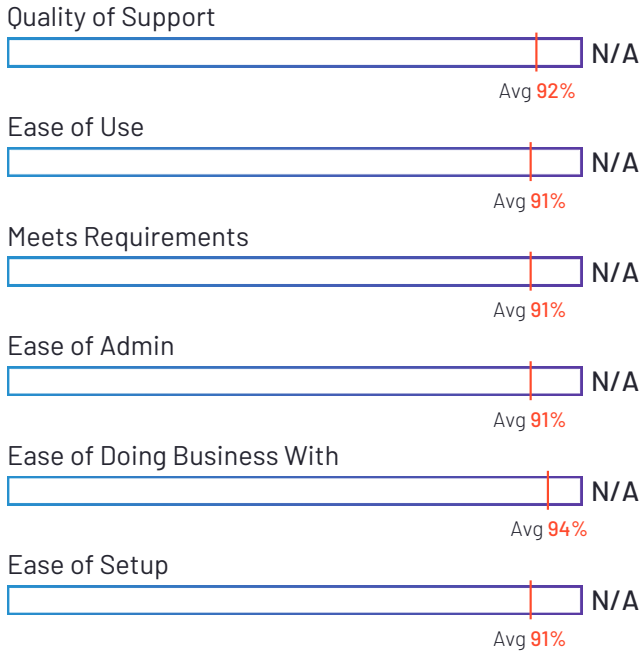 Quality of Support
N/A
Avg 92%
Ease of Use
N/A
Avg 91%
Meets Requirements
N/A
Avg 91%
Ease of Admin
N/A
Avg 91%
Ease of Doing Business With
N/A
Avg 94%
Ease of Setup
N/A
Avg 91%